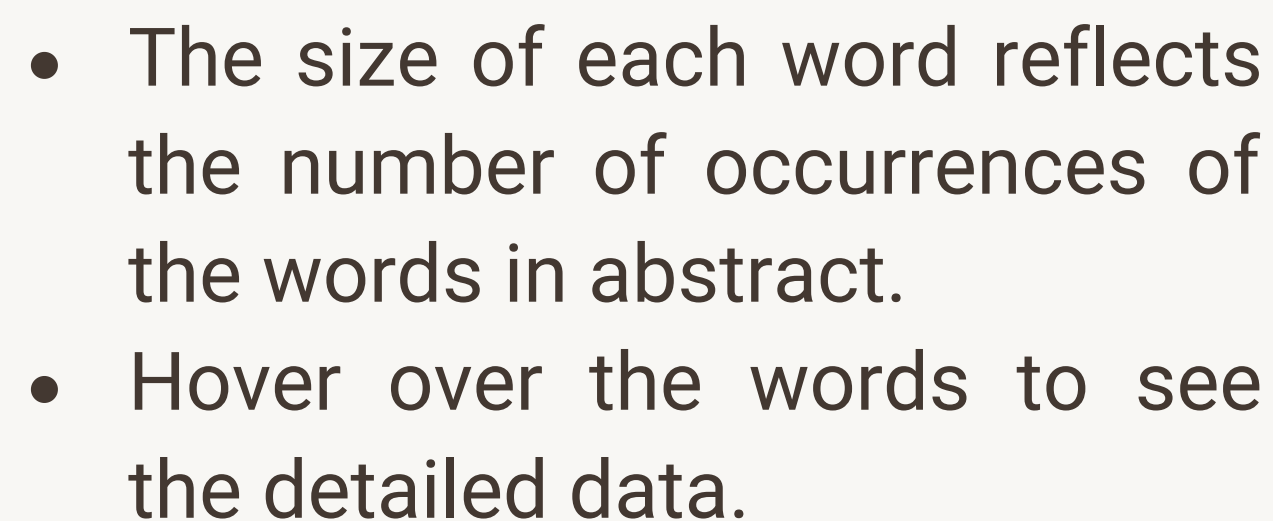 • The size of each word reflects
the number of occurrences of
the words in abstract.
• Hover over the words to see
the detailed data.